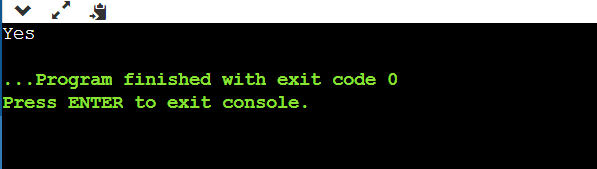 Yes
...Program finished with exit code 0
Press ENTER to exit console.